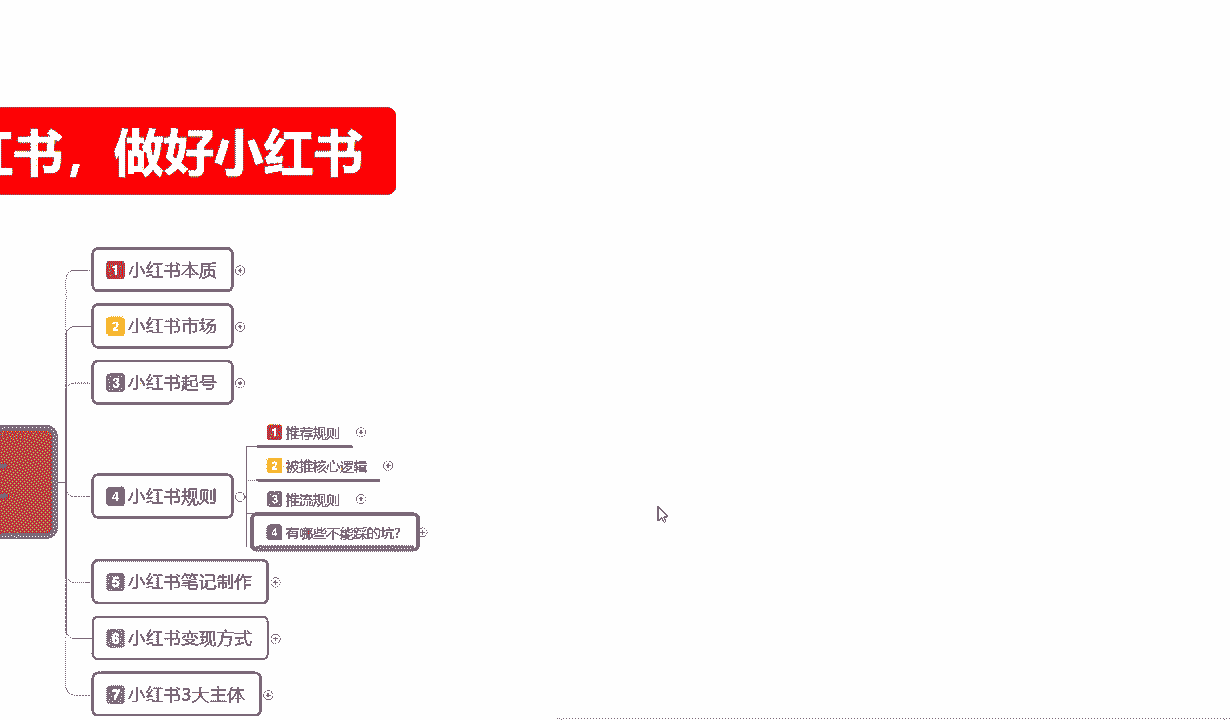 红书，做好小红书
1 小红书本质
2 小红书市场
3 小红书起号
4 小红书规则
1 推荐规则
2 被推核心逻辑
3 推流规则
4 有哪些不能踩的坑?
5 小红书笔记制作
6 小红书变现方式
7 小红书3大主体